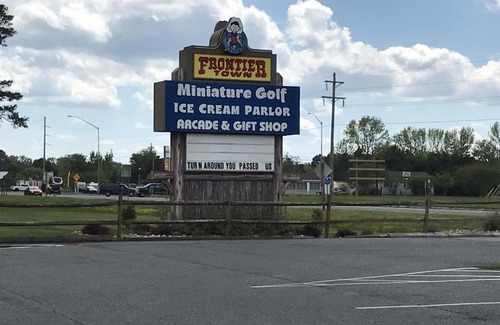 FRONTIER
TOWN
Miniature Golf
ICE CREAM PARLOR
ARCADE & GIFT SHOP
TURN AROUND YOU PASSED US